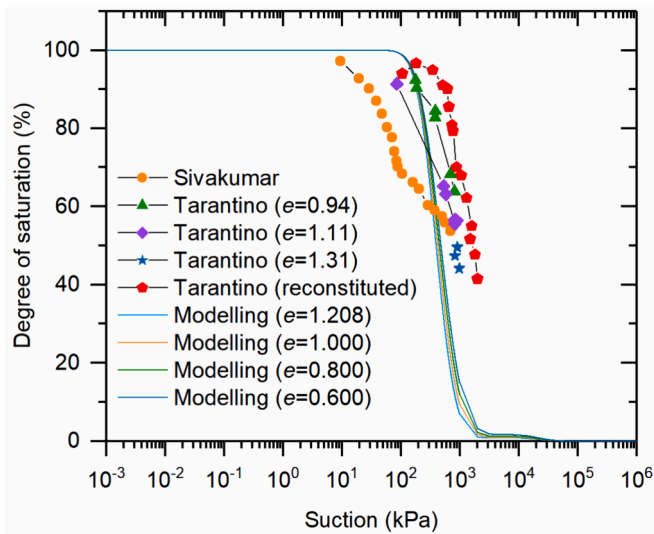 Degree of saturation (%)
100
80
60
40
20
0
Sivakumar
Tarantino (e=0.94)
Tarantino (e=1.11)
Tarantino (e=1.31)
Tarantino (reconstituted)
Modelling (e=1.208)
Modelling (e=1.000)
Modelling (e=0.800)
Modelling (e=0.600)
10⁻³ 10⁻² 10⁻¹ 10⁰ 10¹ 10² 10³ 10⁴ 10⁵ 10⁶
Suction (kPa)